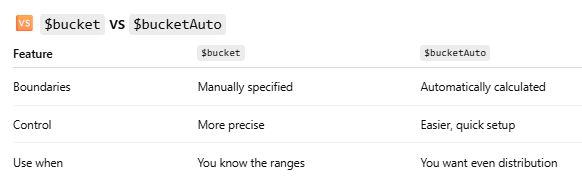 VS $bucket vs $bucketAuto
Feature $bucket $bucketAuto
Boundaries Manually specified Automatically calculated
Control More precise Easier, quick setup
Use when You know the ranges You want even distribution